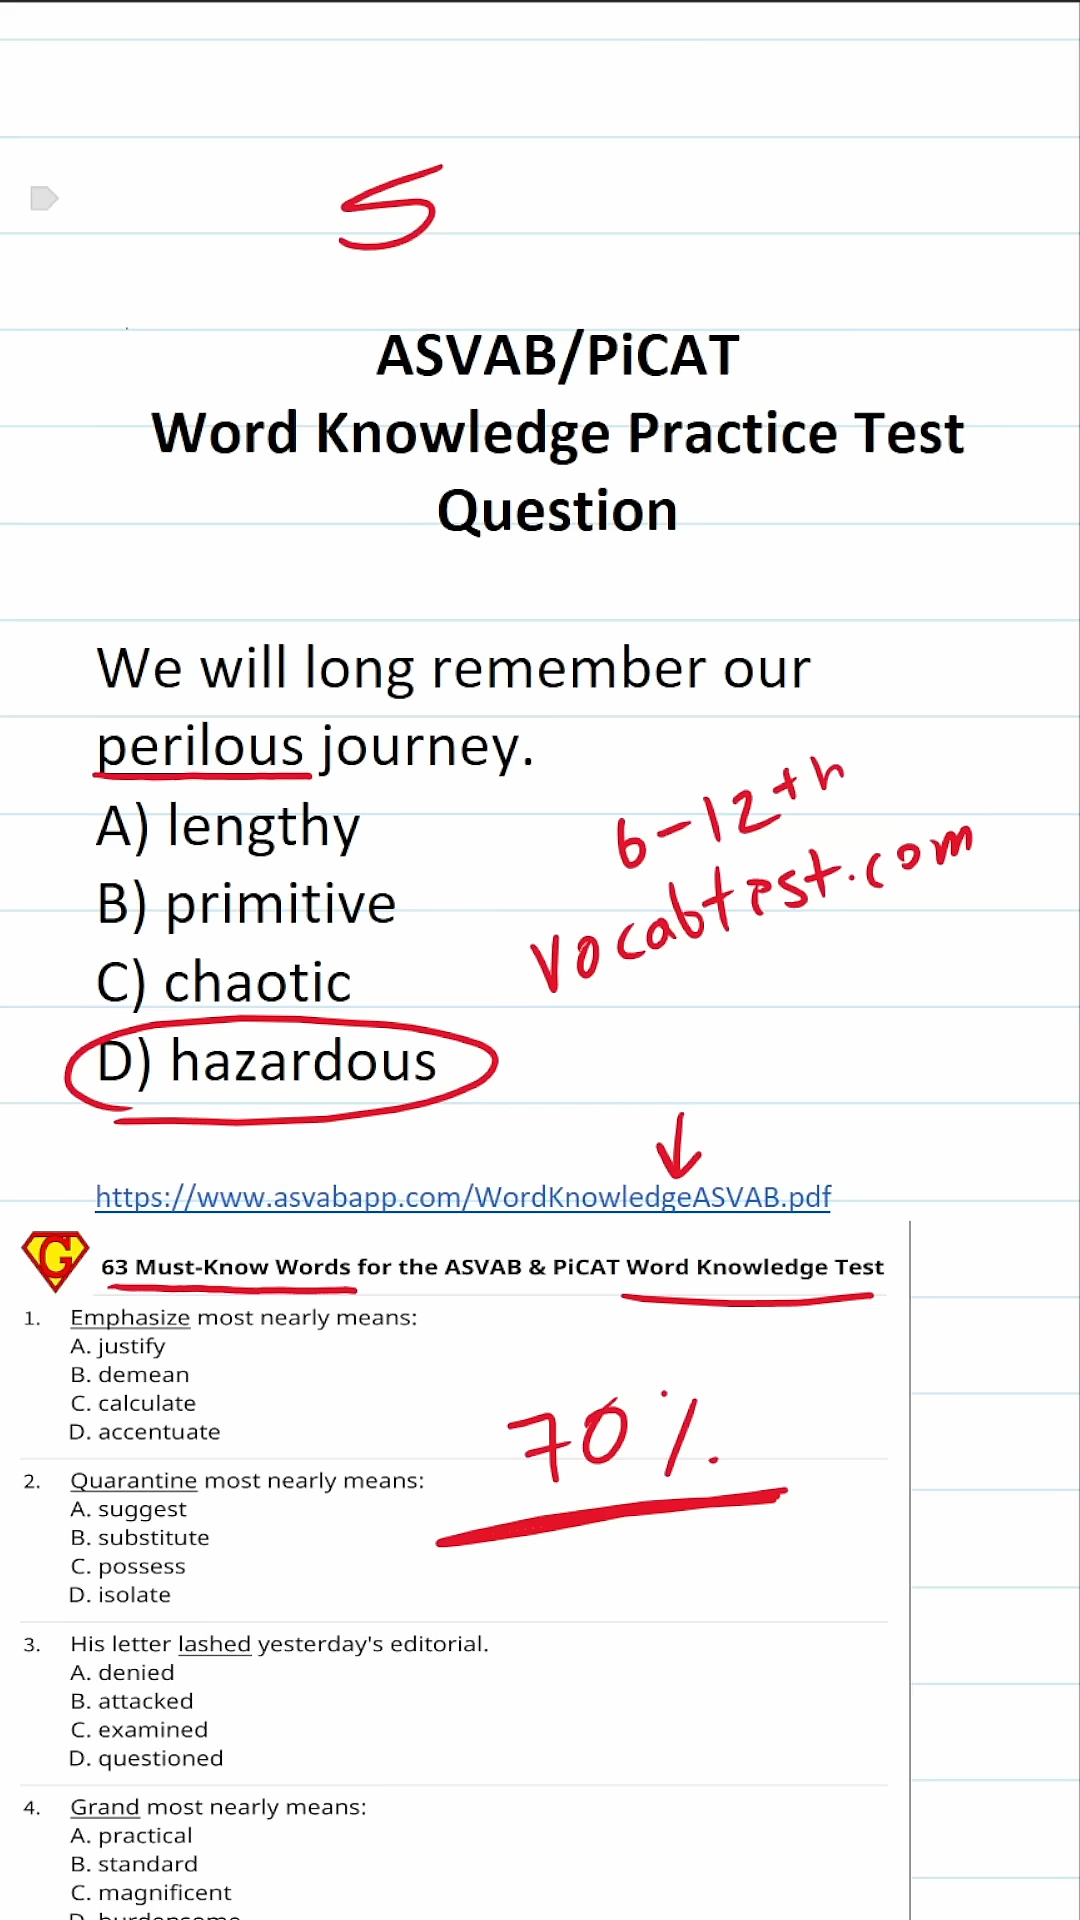 5
ASVAB/PiCAT
Word Knowledge Practice Test
Question
We will long remember our
perilous journey.
A) lengthy
B) primitive
C) chaotic
D) hazardous
6-12th
vocabtest.com
https://www.asvabapp.com/WordKnowledgeASVAB.pdf
G
63 Must-Know Words for the ASVAB & PiCAT Word Knowledge Test
1. Emphasize most nearly means:
A. justify
B. demean
C. calculate
D. accentuate
70%
2. Quarantine most nearly means:
A. suggest
B. substitute
C. possess
D. isolate
3. His letter lashed yesterday's editorial.
A. denied
B. attacked
C. examined
D. questioned
4. Grand most nearly means:
A. practical
B. standard
C. magnificent
D. burdensome